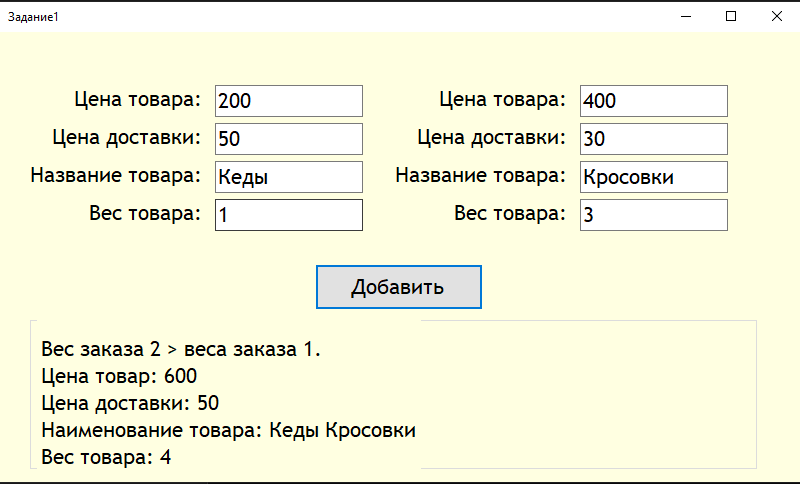 Задание1
Цена товара: 200 Цена товара: 400
Цена доставки: 50 Цена доставки: 30
Название товара: Кеды Название товара: Кросовки
Вес товара: 1 Вес товара: 3
Добавить
Вес заказа 2 > веса заказа 1.
Цена товар: 600
Цена доставки: 50
Наименование товара: Кеды Кросовки
Вес товара: 4